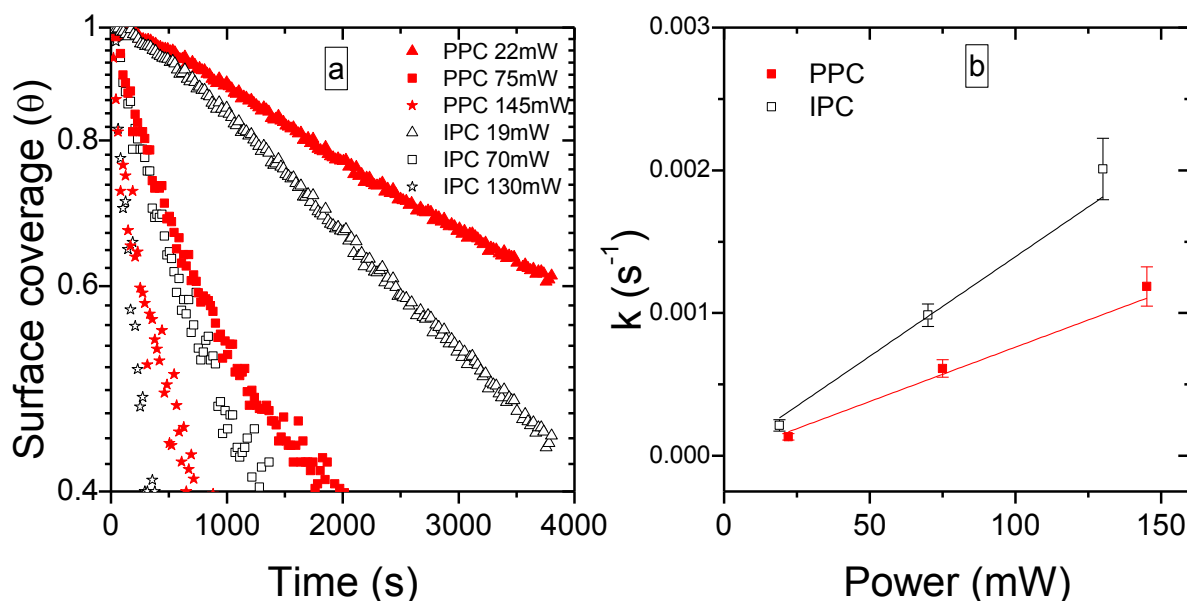 a
PPC 22mW
PPC 75mW
PPC 145mW
IPC 19mW
IPC 70mW
IPC 130mW
Surface coverage (θ)
1
0.8
0.6
0.4
0 1000 2000 3000 4000
Time (s)
b
PPC
IPC
k (s⁻¹)
0.003
0.002
0.001
0.000
0 50 100 150
Power (mW)